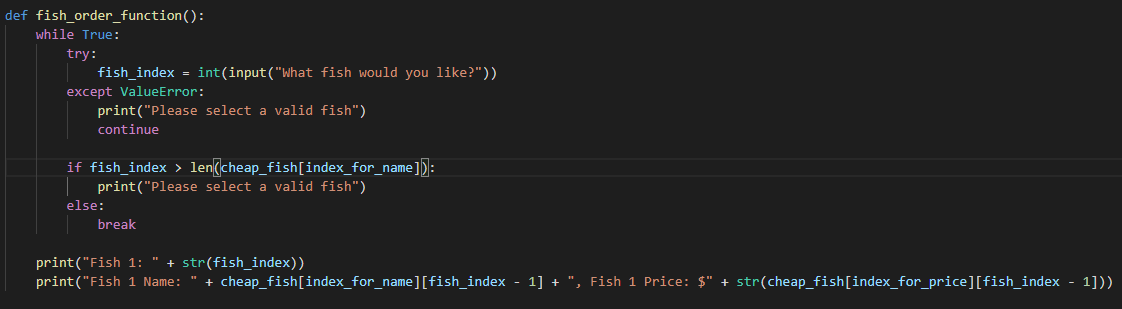 def fish_order_function():
    while True:
        try:
            fish_index = int(input("What fish would you like?"))
        except ValueError:
            print("Please select a valid fish")
            continue

        if fish_index > len(cheap_fish[index_for_name]):
            print("Please select a valid fish")
        else:
            break

    print("Fish 1: " + str(fish_index))
    print("Fish 1 Name: " + cheap_fish[index_for_name][fish_index - 1] + ", Fish 1 Price: $" + str(cheap_fish[index_for_price][fish_index - 1]))